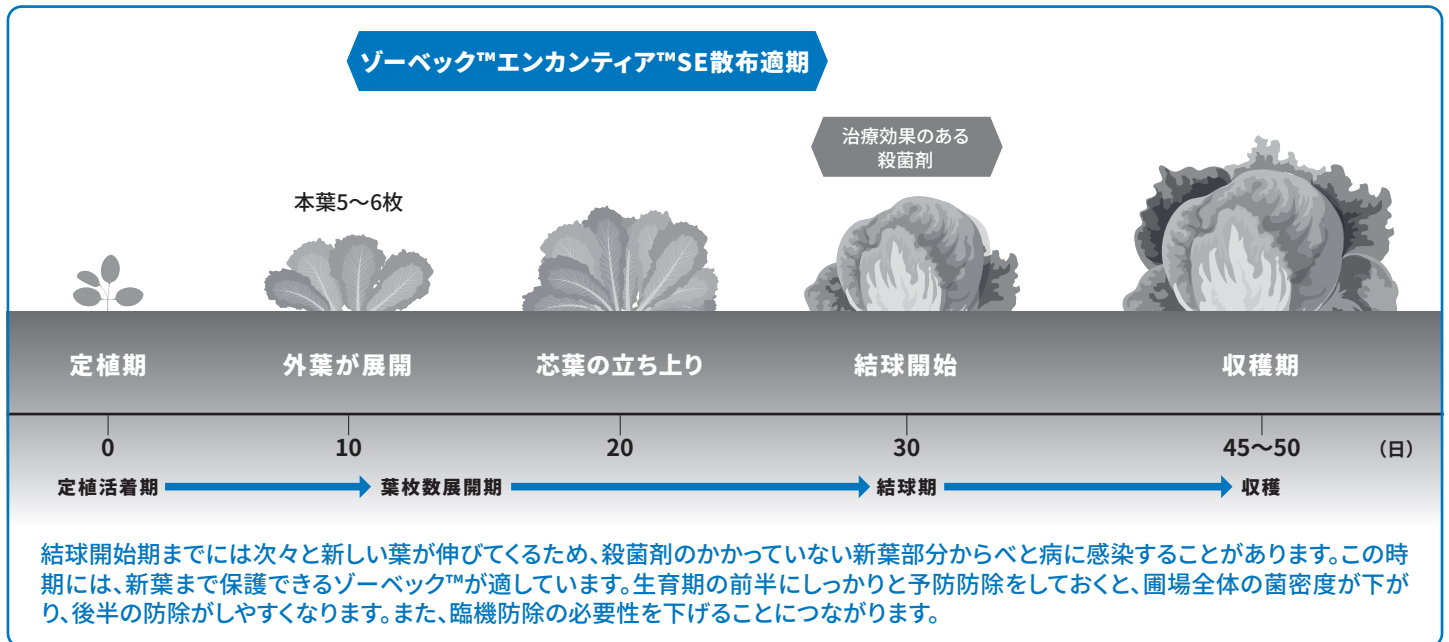 ゾーベック™エンカンティア™SE散布適期
治療効果のある
殺菌剤
本葉5～6枚
定植期
外葉が展開
芯葉の立ち上り
結球開始
収穫期
0
10
20
30
45～50
（日）
定植活着期
葉枚数展開期
結球期
収穫
結球開始期までには次々と新しい葉が伸びてくるため、殺菌剤のかかっていない新葉部分からべと病に感染することがあります。この時
期には、新葉まで保護できるゾーベック™が適しています。生育期の前半にしっかりと予防防除をしておくと、圃場全体の菌密度が下が
り、後半の防除がしやすくなります。また、臨機防除の必要性を下げることにつながります。